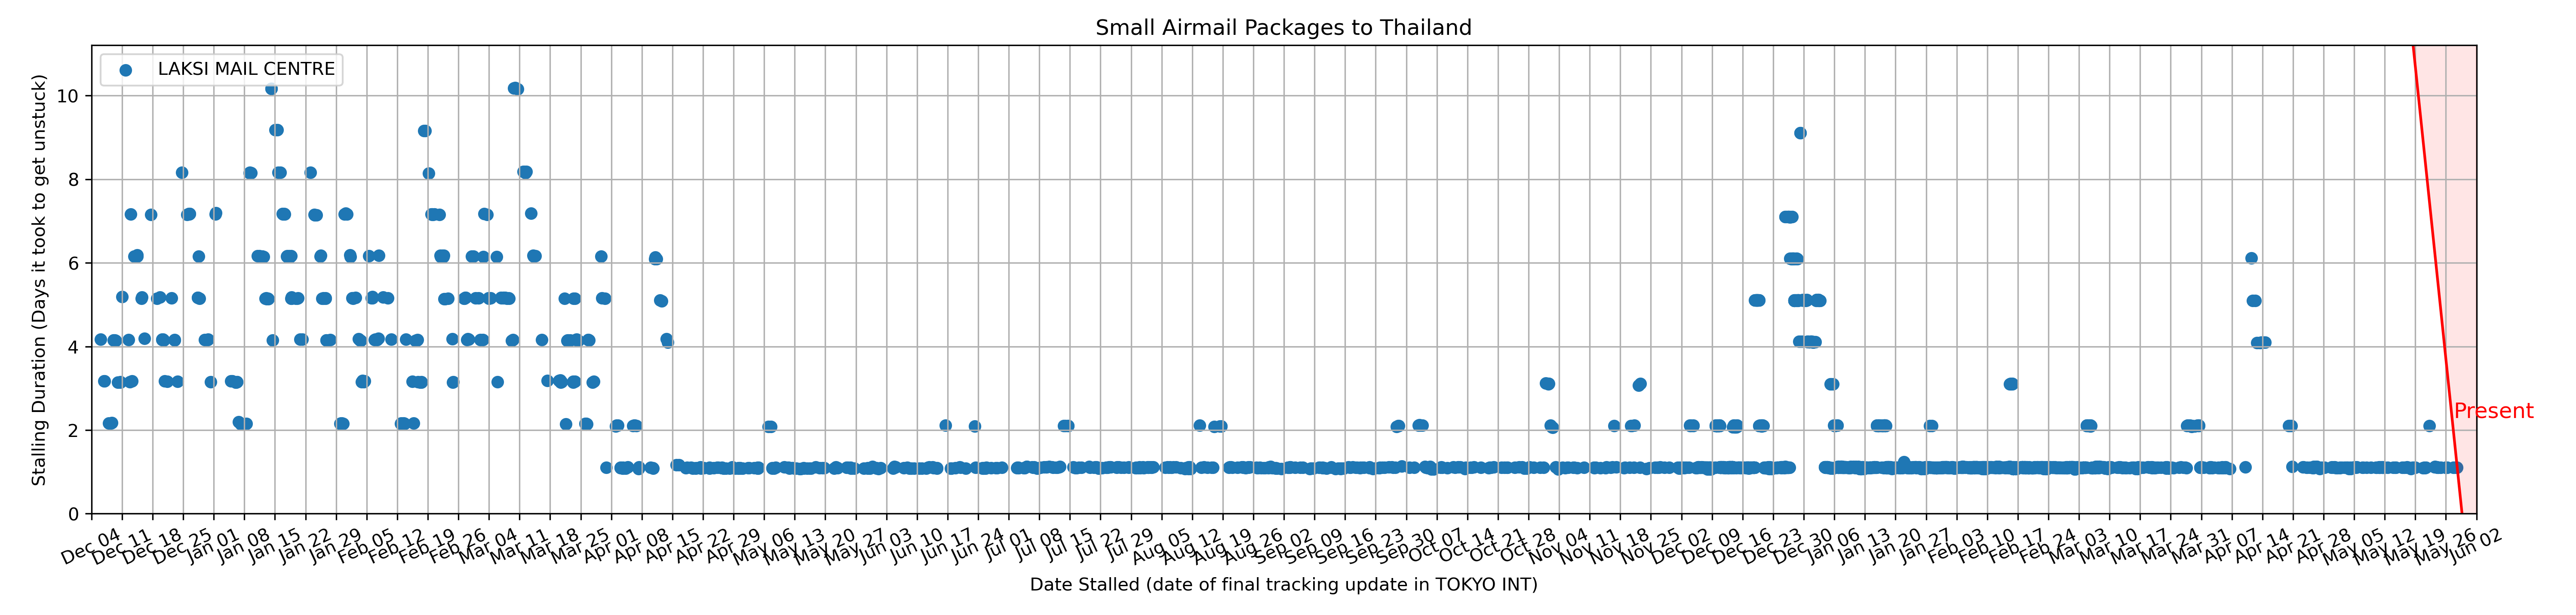 Small Airmail Packages to Thailand
LAKSI MAIL CENTRE
Stalling Duration (Days it took to get unstuck)
10
8
6
4
2
0
Present
Dec 04
Dec 11
Dec 18
Dec 25
Jan 01
Jan 08
Jan 15
Jan 22
Jan 29
Feb 05
Feb 12
Feb 19
Feb 26
Mar 04
Mar 11
Mar 18
Mar 25
Apr 01
Apr 08
Apr 15
Apr 22
Apr 29
May 06
May 13
May 20
May 27
Jun 03
Jun 10
Jun 17
Jun 24
Jul 01
Jul 08
Jul 15
Jul 22
Jul 29
Aug 05
Aug 12
Aug 19
Aug 26
Sep 02
Sep 09
Sep 16
Sep 23
Sep 30
Oct 07
Oct 14
Oct 21
Oct 28
Nov 04
Nov 11
Nov 18
Nov 25
Dec 02
Dec 09
Dec 16
Dec 23
Dec 30
Jan 06
Jan 13
Jan 20
Jan 27
Feb 03
Feb 10
Feb 17
Feb 24
Mar 03
Mar 10
Mar 17
Mar 24
Mar 31
Apr 07
Apr 14
Apr 21
Apr 28
May 05
May 12
May 19
May 26
Jun 02
Date Stalled (date of final tracking update in TOKYO INT)